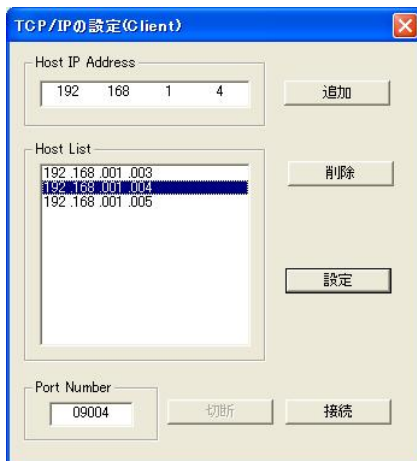 TCP/IPの設定(Client)
Host IP Address
192 168 1 4
追加
Host List
192 .168 .001 .003
192 .168 .001 .004
192 .168 .001 .005
削除
設定
Port Number
09004
切断
接続